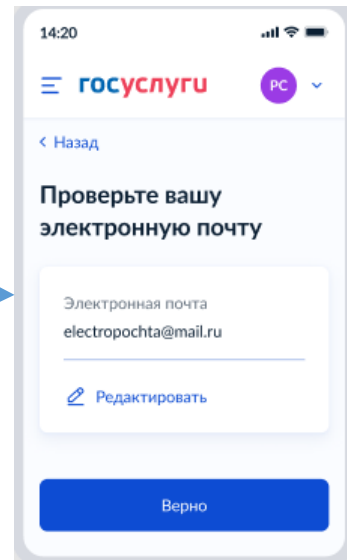 14:20
госуслуги
РС
Назад
Проверьте вашу
электронную почту
Электронная почта
electropochta@mail.ru
Редактировать
Верно